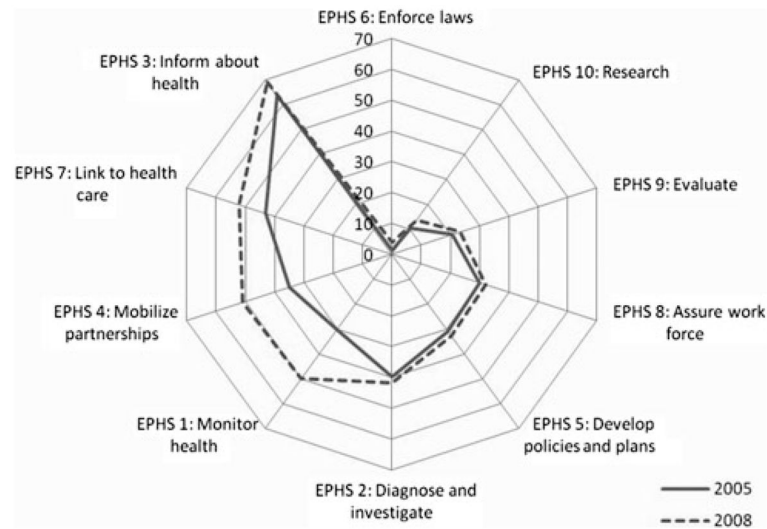 EPHS 6: Enforce laws
70
60
50
40
30
20
10
0
EPHS 10: Research
EPHS 9: Evaluate
EPHS 8: Assure work
force
EPHS 5: Develop
policies and plans
EPHS 2: Diagnose and
investigate
EPHS 1: Monitor
health
EPHS 4: Mobilize
partnerships
EPHS 7: Link to health
care
EPHS 3: Inform about
health
2005
2008